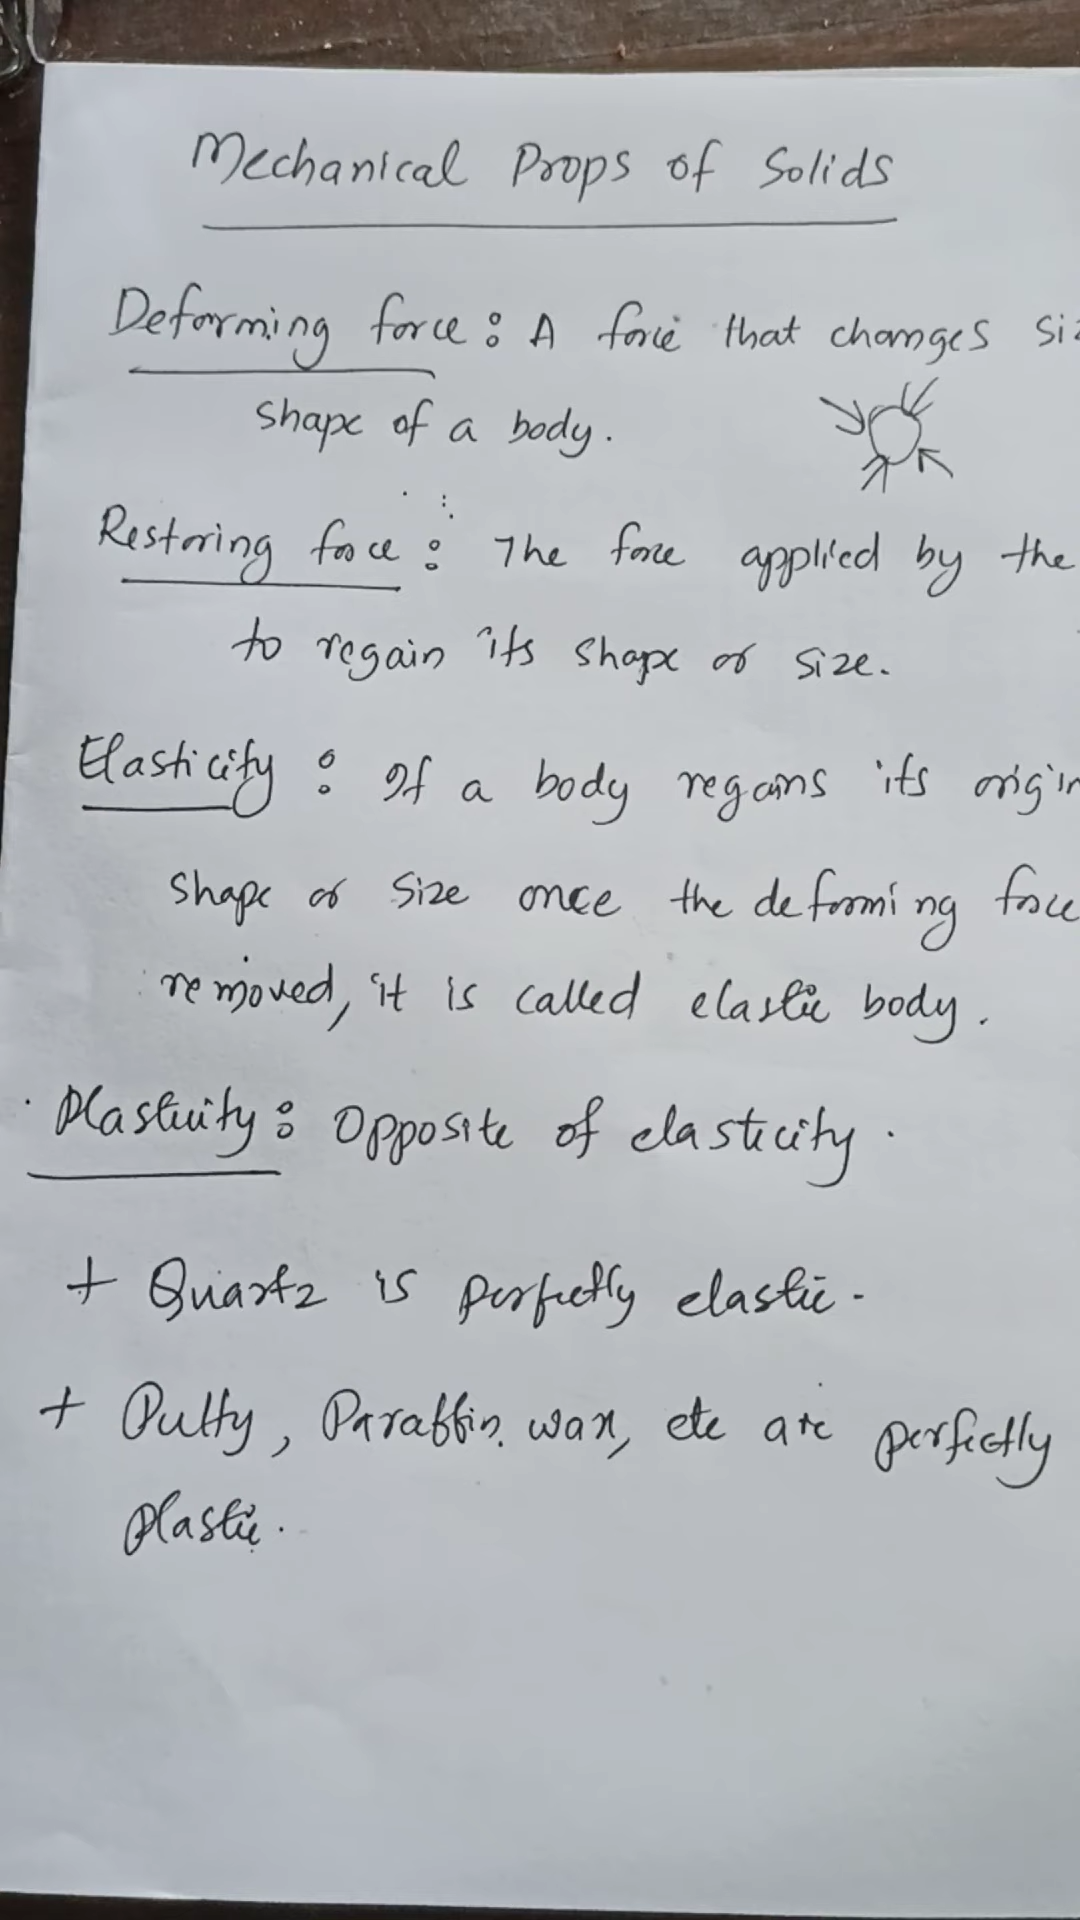 Mechanical Props of Solids
Deforming force : A force that changes siz
shape of a body.
Restoring force : The force applied by the
to regain its shape or size.
Elasticity : If a body regains its origin
shape or size once the deforming force
removed, it is called elastic body.
Plasticity : Opposite of elasticity.
+ Quartz is perfectly elastic.
+ Putty, Paraffin wax, etc are perfectly
plastic.